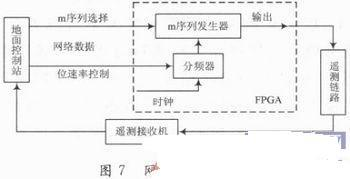 m序列选择
m序列发生器
输出
地面控制站
网络数据
位速率控制
分频器
时钟
FPGA
遥测链路
遥测接收机
图 7